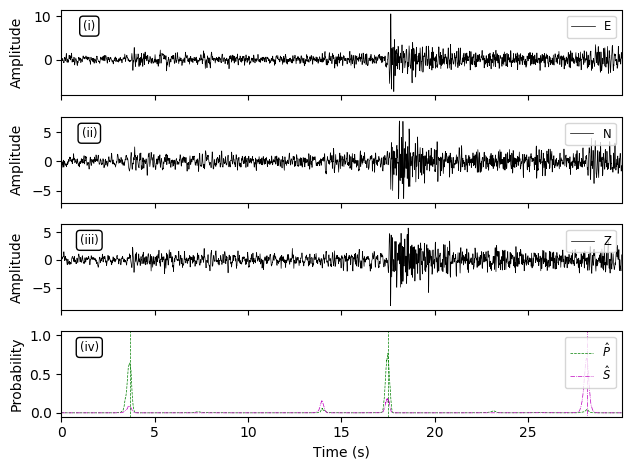 Amplitude
10
0
(i)
E
Amplitude
5
0
−5
(ii)
N
Amplitude
5
0
−5
(iii)
Z
Probability
1.0
0.5
0.0
(iv)
P̂
Ŝ
0 5 10 15 20 25
Time (s)